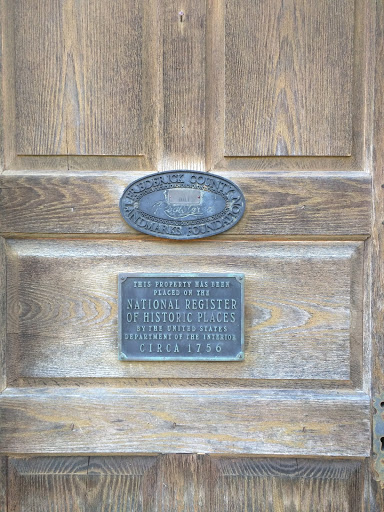 FREDERICK COUNTY
LANDMARKS FOUNDATION
THIS PROPERTY HAS BEEN
PLACED ON THE
NATIONAL REGISTER
OF HISTORIC PLACES
BY THE UNITED STATES
DEPARTMENT OF THE INTERIOR
CIRCA 1756